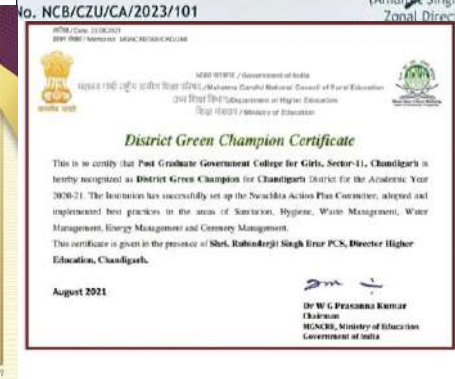 No. NCB/CZU/CA/2023/101
Zonal Direc
भारत सरकार / Government of India
महात्मा गांधी राष्ट्रीय ग्रामीण शिक्षा परिषद / Mahatma Gandhi National Council of Rural Education
उच्च शिक्षा विभाग / Department of Higher Education
शिक्षा मंत्रालय / Ministry of Education
District Green Champion Certificate
This is to certify that Post Graduate Government College for Girls, Sector-11, Chandigarh is
hereby recognized as District Green Champion for Chandigarh District for the Academic Year
2020-21. The Institution has successfully set up the Swachhta Action Plan Committee, adopted and
implemented best practices in the areas of Sanitation, Hygiene, Waste Management, Water
Management, Energy Management and Greenery Management.
This certificate is given in the presence of Shri. Rubinderjit Singh Brar PCS, Director Higher
Education, Chandigarh.
August 2021
Dr W G Prasanna Kumar
Chairman
MGNCRE, Ministry of Education
Government of India